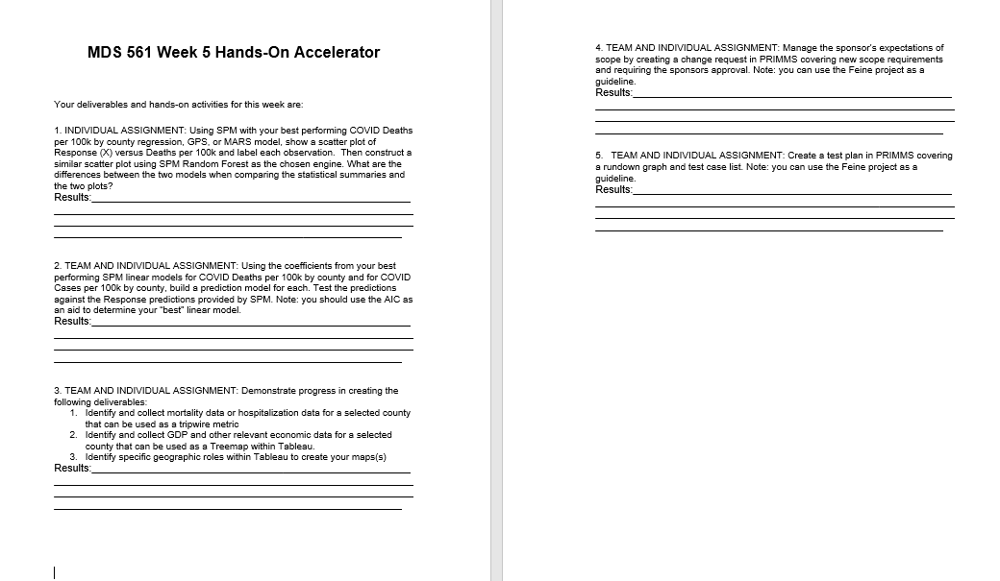 MDS 561 Week 5 Hands-On Accelerator
Your deliverables and hands-on activities for this week are:
1. INDIVIDUAL ASSIGNMENT: Using SPM with your best performing COVID Deaths
per 100k by county regression, GPS, or MARS model, show a scatter plot of
Response (X) versus Deaths per 100k and label each observation.  Then construct a
similar scatter plot using SPM Random Forest as the chosen engine. What are the
differences between the two models when comparing the statistical summaries and
the two plots?
Results:
2. TEAM AND INDIVIDUAL ASSIGNMENT: Using the coefficients from your best
performing SPM linear models for COVID Deaths per 100k by county and for COVID
Cases per 100k by county, build a prediction model for each. Test the predictions
against the Response predictions provided by SPM. Note: you should use the AIC as
an aid to determine your “best” linear model.
Results:
3. TEAM AND INDIVIDUAL ASSIGNMENT: Demonstrate progress in creating the
following deliverables:
1. Identify and collect mortality data or hospitalization data for a selected county
that can be used as a tripwire metric
2. Identify and collect GDP and other relevant economic data for a selected
county that can be used as a Treemap within Tableau.
3. Identify specific geographic roles within Tableau to create your maps(s)
Results:
4. TEAM AND INDIVIDUAL ASSIGNMENT: Manage the sponsor’s expectations of
scope by creating a change request in PRIMMS covering new scope requirements
and requiring the sponsors approval. Note: you can use the Feine project as a
guideline.
Results:
5. TEAM AND INDIVIDUAL ASSIGNMENT: Create a test plan in PRIMMS covering
a rundown graph and test case list. Note: you can use the Feine project as a
guideline.
Results: